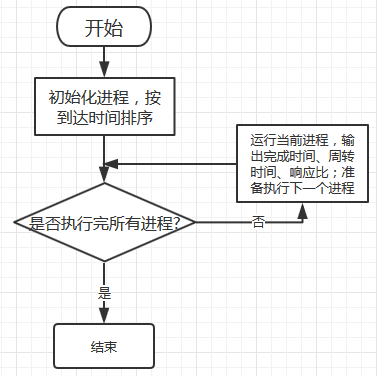 开始
初始化进程，按
到达时间排序
运行当前进程，输
出完成时间、周转
时间、响应比；准
备执行下一个进程
是否执行完所有进程?
否
是
结束